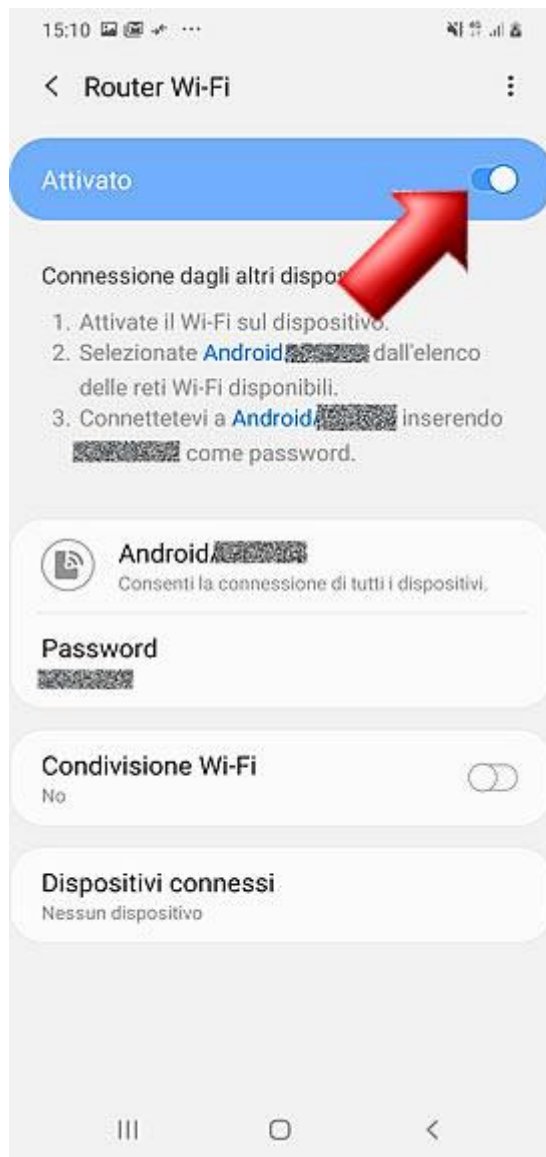 15:10
Router Wi-Fi
Attivato
Connessione dagli altri
1. Attivate il Wi-Fi sul dispositivo.
2. Selezionate Android dall'elenco
delle reti Wi-Fi disponibili.
3. Connettetevi a Android inserendo
come password.
Android
Consenti la connessione di tutti i dispositivi.
Password
Condivisione Wi-Fi
No
Dispositivi connessi
Nessun dispositivo